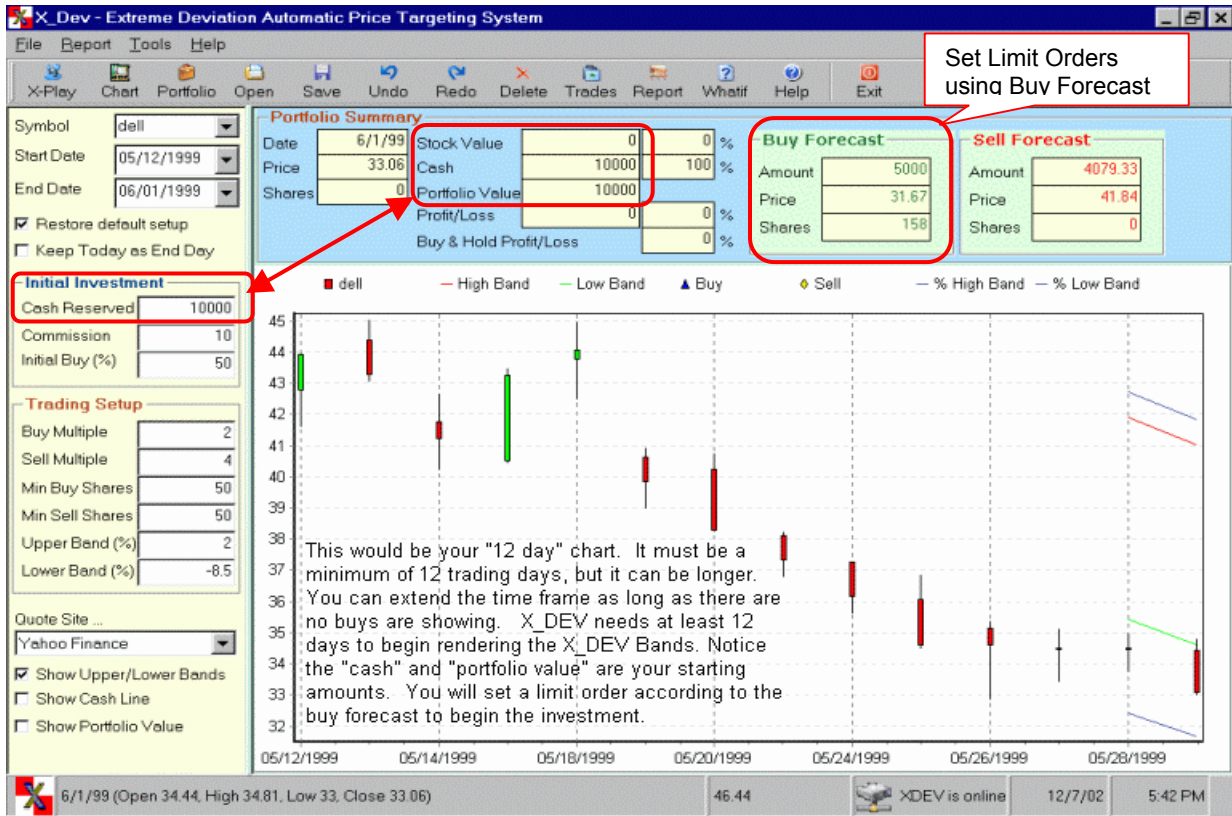 X_Dev - Extreme Deviation Automatic Price Targeting System
File Report Tools Help
X-Play Chart Portfolio Open Save Undo Redo Delete Trades Report Whatif Help Exit
Set Limit Orders
using Buy Forecast
Symbol dell
Start Date 05/12/1999
End Date 06/01/1999
Restore default setup
Keep Today as End Day
Initial Investment
Cash Reserved 10000
Commission 10
Initial Buy (%) 50
Trading Setup
Buy Multiple 2
Sell Multiple 4
Min Buy Shares 50
Min Sell Shares 50
Upper Band (%) 2
Lower Band (%) -8.5
Quote Site ...
Yahoo Finance
Show Upper/Lower Bands
Show Cash Line
Show Portfolio Value
Portfolio Summary
Date 6/1/99 Stock Value 0 0 %
Price 33.06 Cash 10000 100 %
Shares 0 Portfolio Value 10000
Profit/Loss 0 0 %
Buy & Hold Profit/Loss 0 %
Buy Forecast
Amount 5000
Price 31.67
Shares 158
Sell Forecast
Amount 4079.33
Price 41.84
Shares 0
dell High Band Low Band Buy Sell % High Band % Low Band
45
44
43
42
41
40
39
38
37
36
35
34
33
32
This would be your "12 day" chart. It must be a
minimum of 12 trading days, but it can be longer.
You can extend the time frame as long as there are
no buys are showing. X_DEV needs at least 12
days to begin rendering the X_DEV Bands. Notice
the "cash" and "portfolio value" are your starting
amounts. You will set a limit order according to the
buy forecast to begin the investment.
05/12/1999 05/14/1999 05/18/1999 05/20/1999 05/24/1999 05/26/1999 05/28/1999
6/1/99 (Open 34.44, High 34.81, Low 33, Close 33.06) 46.44 XDEV is online 12/7/02 5:42 PM